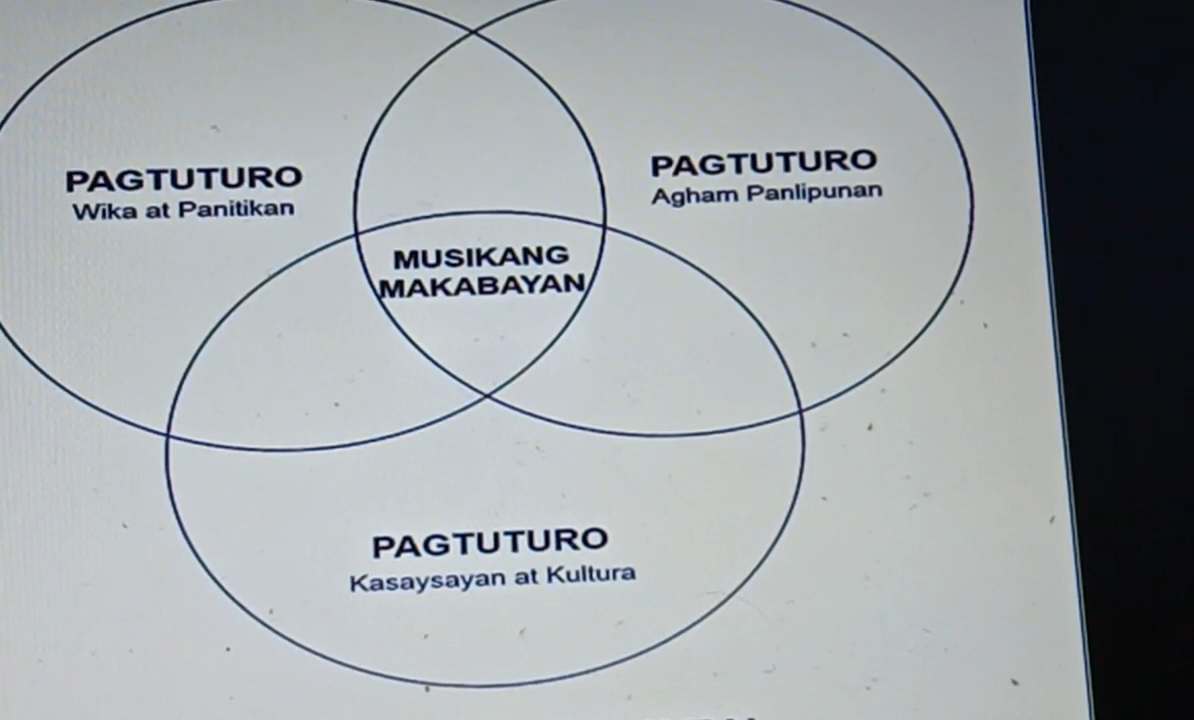 PAGTUTURO
Wika at Panitikan
PAGTUTURO
Agham Panlipunan
MUSIKANG
MAKABAYAN
PAGTUTURO
Kasaysayan at Kultura